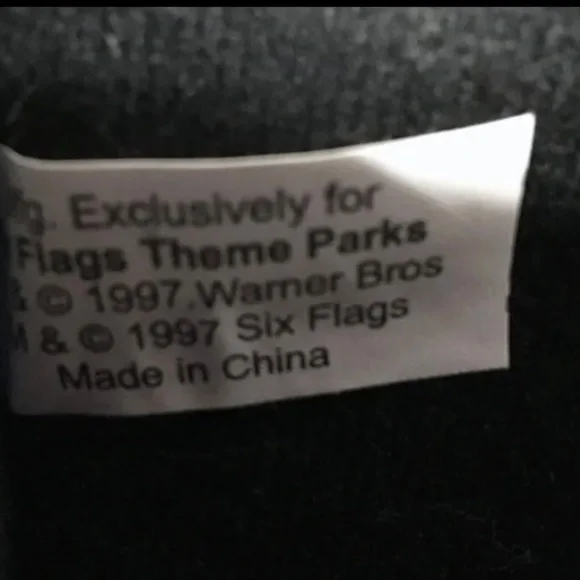 g. Exclusively for
Flags Theme Parks
& © 1997.Warner Bros
M & © 1997 Six Flags
Made in China